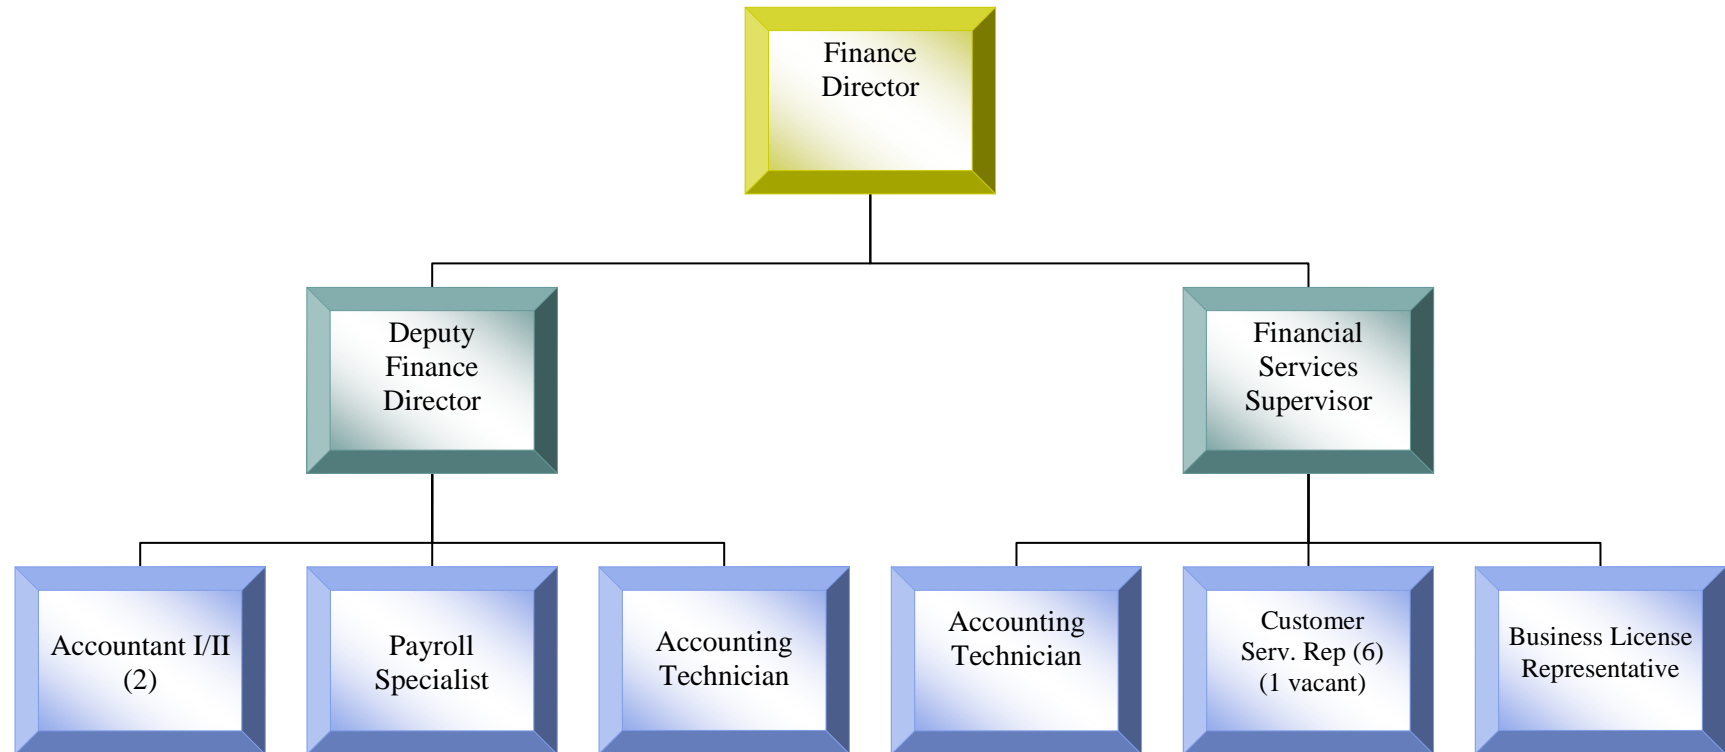 Finance
Director
Deputy
Finance
Director
Financial
Services
Supervisor
Accountant I/II
(2)
Payroll
Specialist
Accounting
Technician
Accounting
Technician
Customer
Serv. Rep (6)
(1 vacant)
Business License
Representative